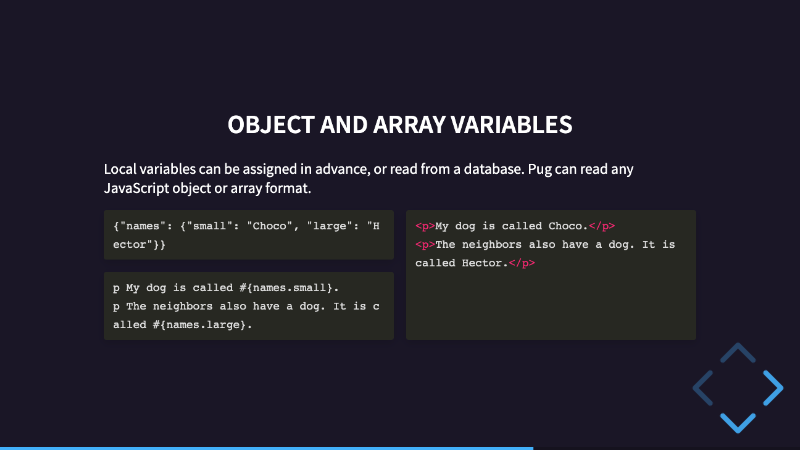 OBJECT AND ARRAY VARIABLES
Local variables can be assigned in advance, or read from a database. Pug can read any
JavaScript object or array format.
{"names": {"small": "Choco", "large": "H
ector"}}
p My dog is called #{names.small}.
p The neighbors also have a dog. It is c
alled #{names.large}.
<p>My dog is called Choco.</p>
<p>The neighbors also have a dog. It is
called Hector.</p>